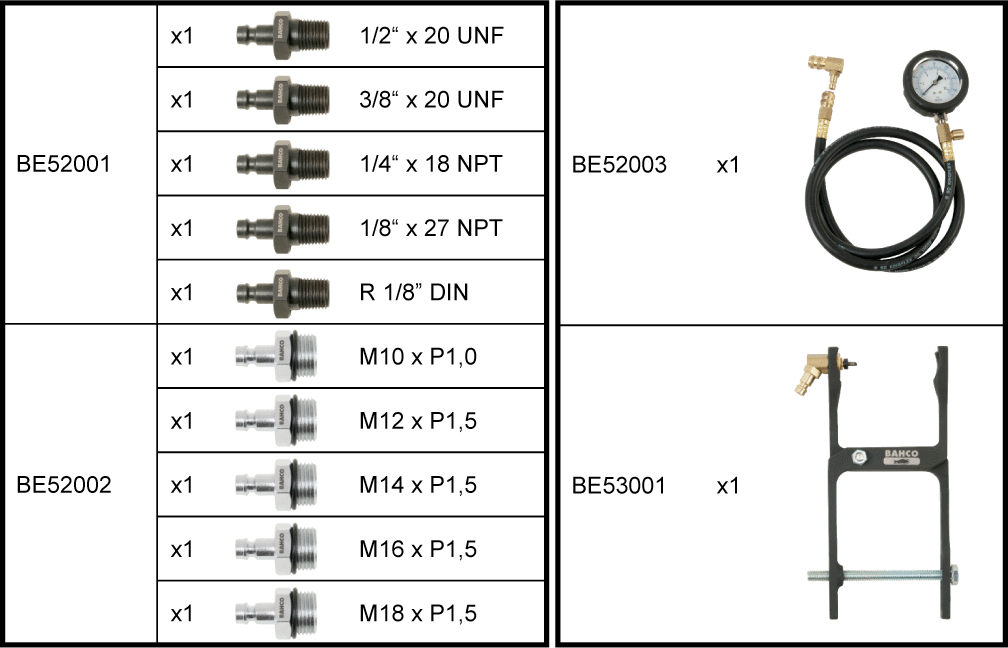 BE52001
x1 BAHCO 1/2“ x 20 UNF
x1 BAHCO 3/8“ x 20 UNF
x1 BAHCO 1/4“ x 18 NPT
x1 BAHCO 1/8“ x 27 NPT
x1 BAHCO R 1/8” DIN
BE52002
x1 BAHCO M10 x P1,0
x1 BAHCO M12 x P1,5
x1 BAHCO M14 x P1,5
x1 BAHCO M16 x P1,5
x1 BAHCO M18 x P1,5
BE52003 x1
BE53001 x1
BAHCO